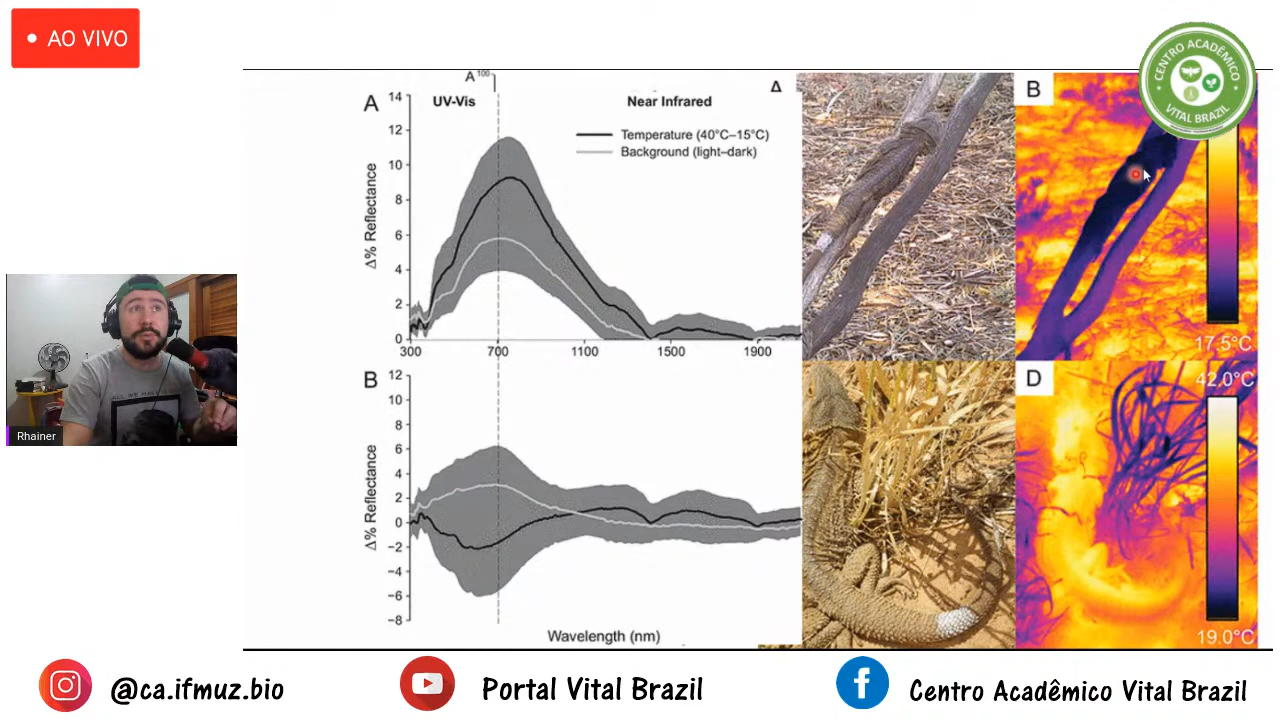 AO VIVO
A 100
A
UV-Vis
Near Infrared
Temperature (40°C–15°C)
Background (light–dark)
Δ% Reflectance
14
12
10
8
6
4
2
0
300
700
1100
1500
1900
B
Δ% Reflectance
12
10
8
6
4
2
0
−2
−4
−6
−8
Wavelength (nm)
B
17.5°C
D
42.0°C
19.0°C
CENTRO ACADÊMICO
VITAL BRAZIL
ALL WE
Rhainer
@ca.ifmuz.bio
Portal Vital Brazil
Centro Acadêmico Vital Brazil